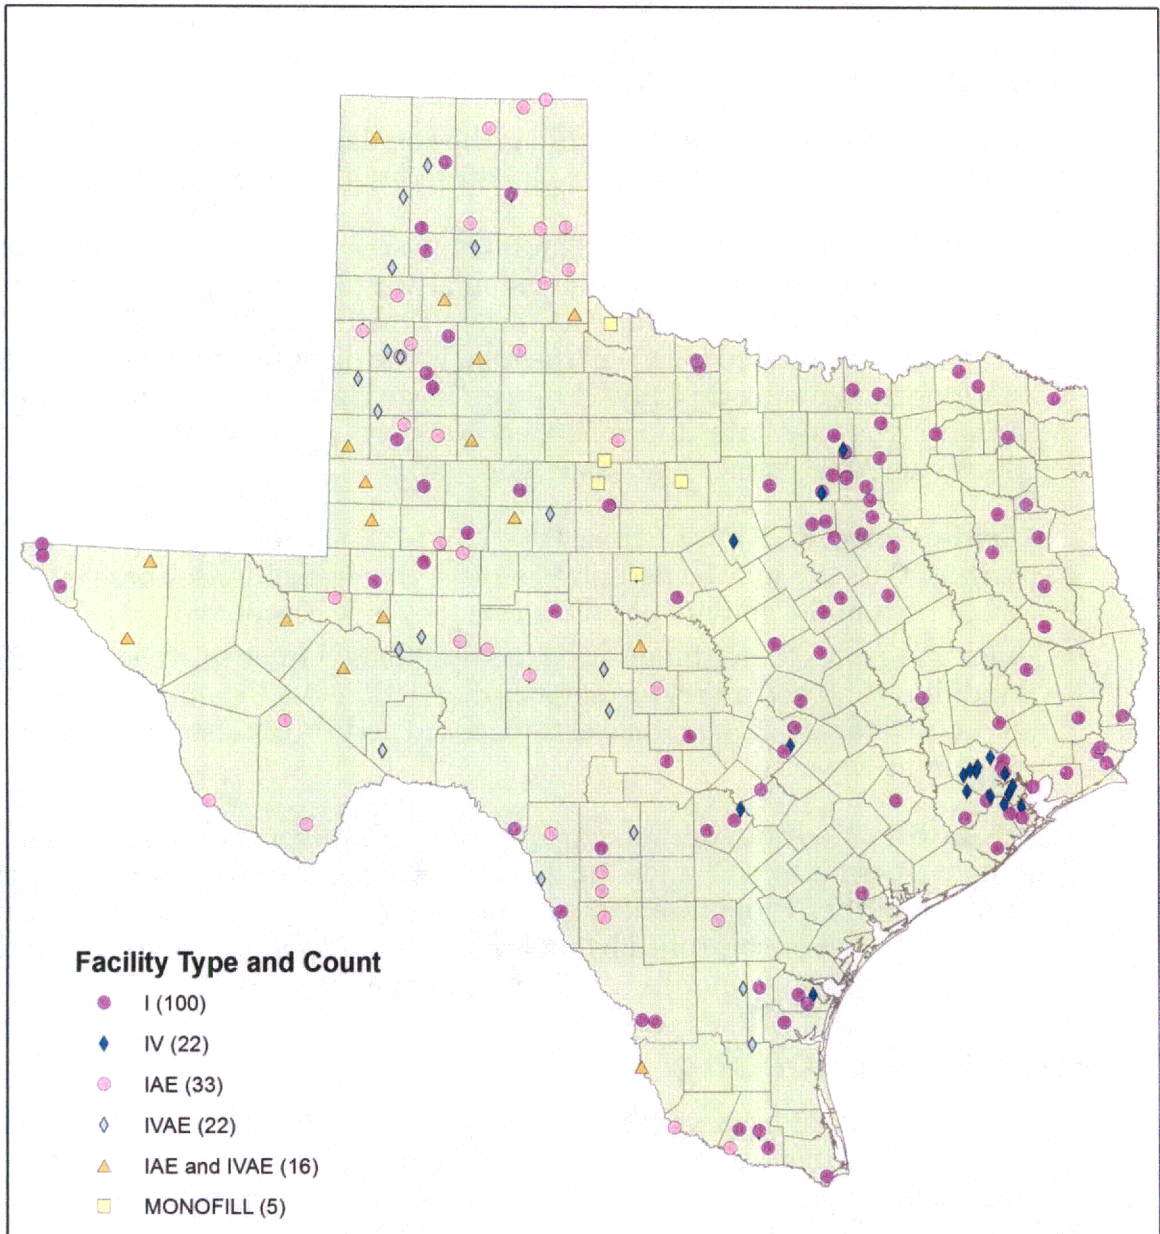 Facility Type and Count
I (100)
IV (22)
IAE (33)
IVAE (22)
IAE and IVAE (16)
MONOFILL (5)